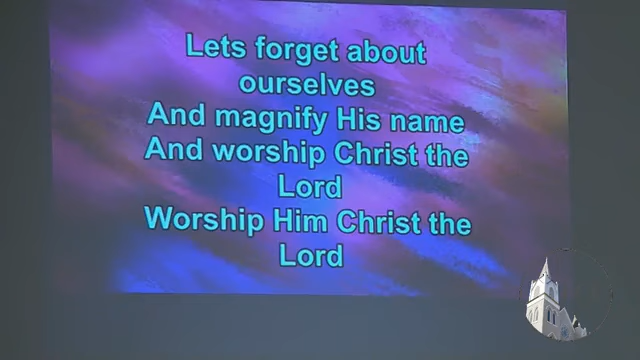 Lets forget about
ourselves
And magnify His name
And worship Christ the
Lord
Worship Him Christ the
Lord